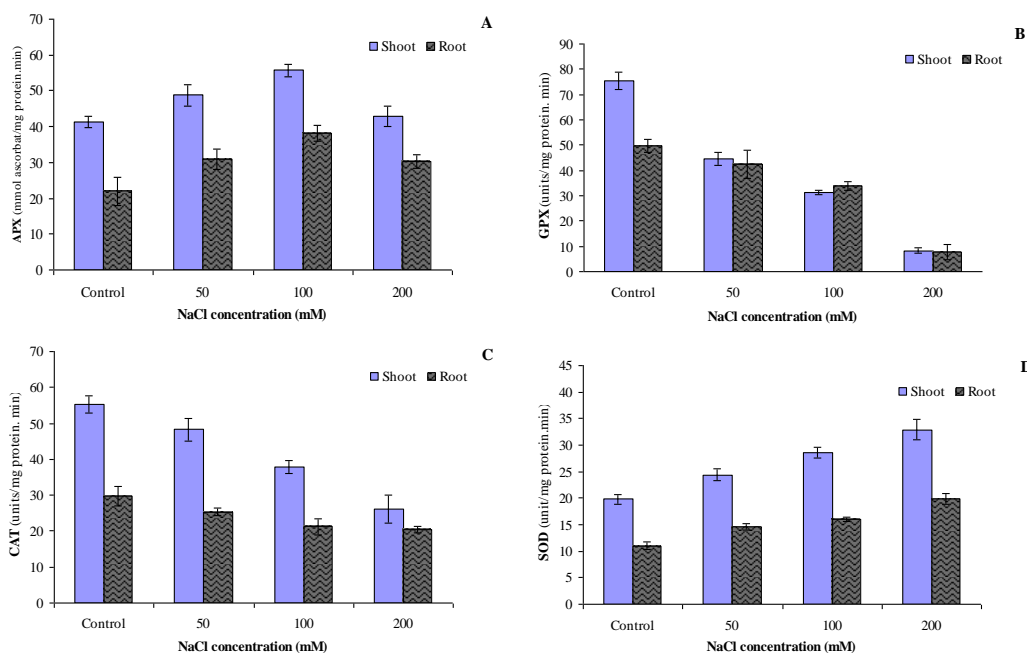 A
70
Shoot Root
60
50
40
30
20
10
0
APX (mmol ascorbat/mg protein.min)
Control 50 100 200
NaCl concentration (mM)
B
90
Shoot Root
80
70
60
50
40
30
20
10
0
GPX (units/mg protein. min)
Control 50 100 200
NaCl concentration (mM)
C
70
Shoot Root
60
50
40
30
20
10
0
CAT (units/mg protein. min)
Control 50 100 200
NaCl concentration (mM)
45
Shoot Root
40
35
30
25
20
15
10
5
0
SOD (unit/mg protein.min)
Control 50 100 200
NaCl concentration (mM)